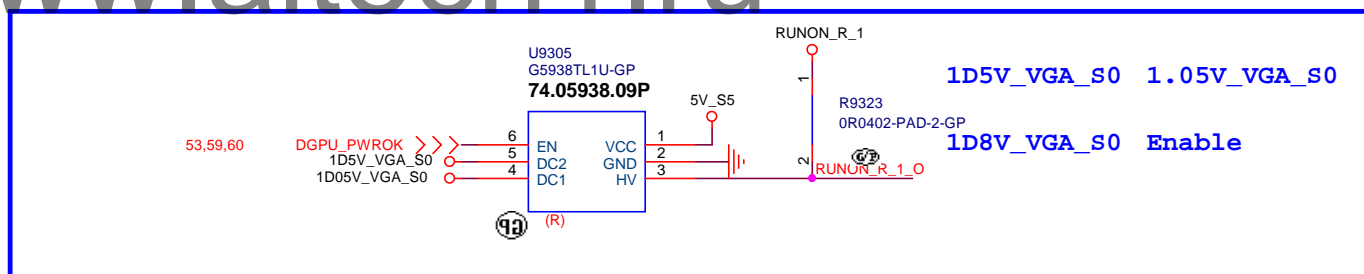 RUNON_R_1
U9305
G5938TL1U-GP
74.05938.09P
1D5V_VGA_S0 1.05V_VGA_S0
5V_S5
1
R9323
0R0402-PAD-2-GP
53,59,60
DGPU_PWROK
6
EN
VCC
1
1D8V_VGA_S0 Enable
1D5V_VGA_S0
5
DC2
GND
2
2
1D05V_VGA_S0
4
DC1
HV
3
RUNON_R_1_O
(R)
GP